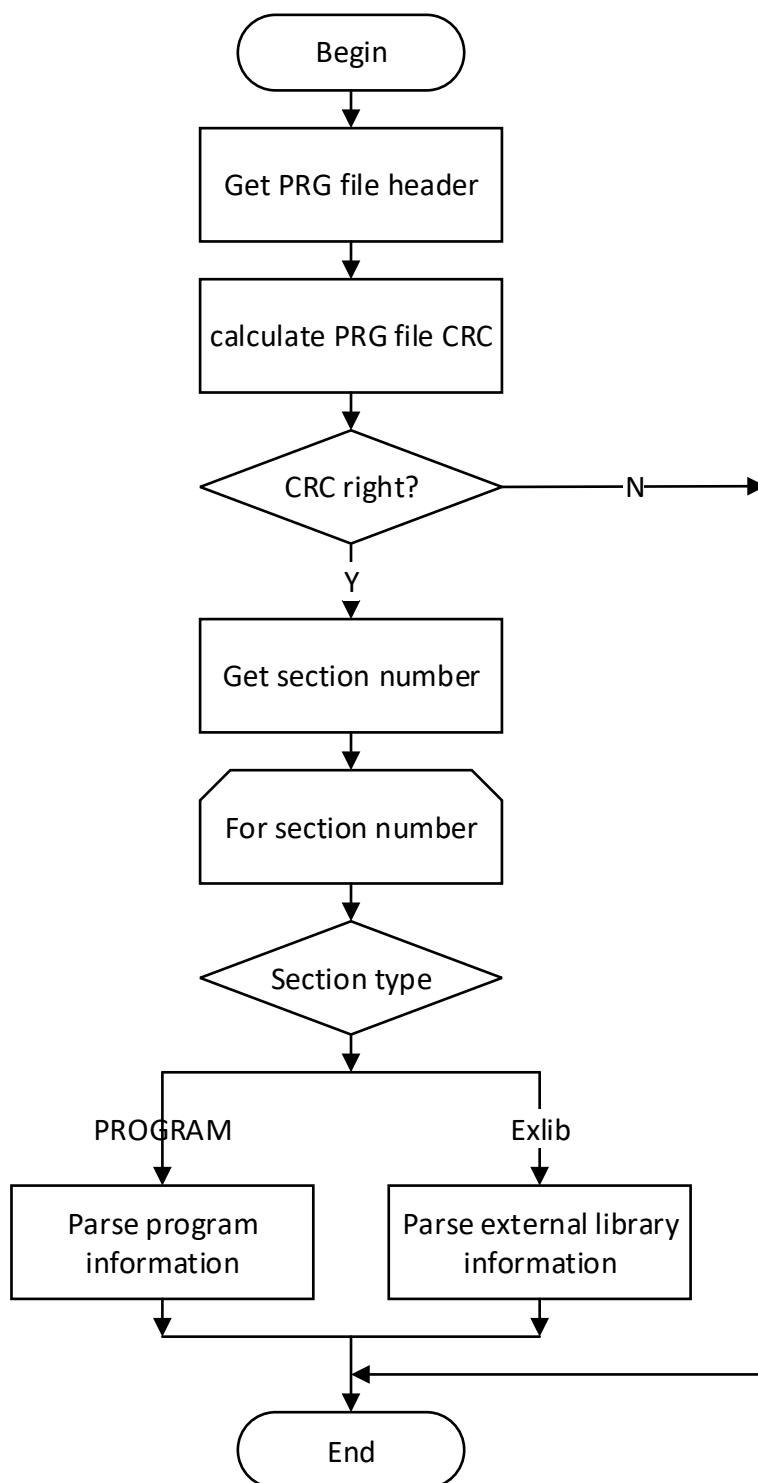 Begin
Get PRG file header
calculate PRG file CRC
CRC right?
N
Y
Get section number
For section number
Section type
PROGRAM
Exlib
Parse program
information
Parse external library
information
End